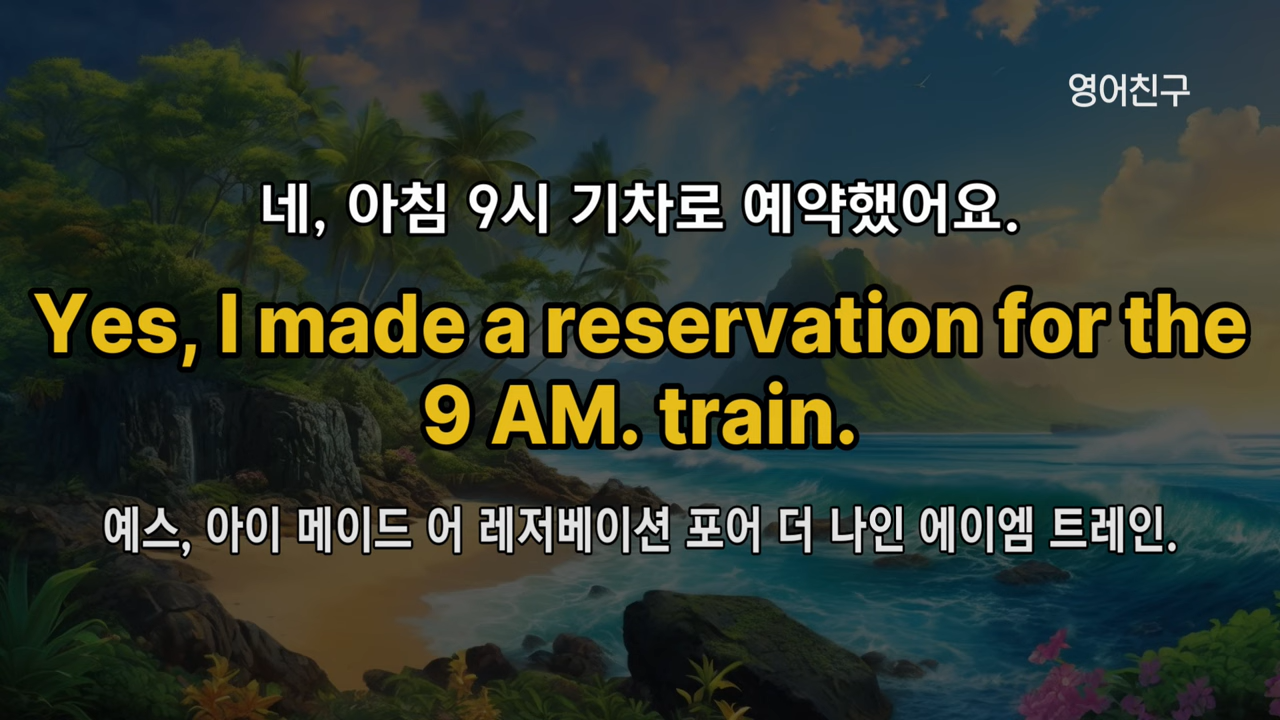 영어친구
네, 아침 9시 기차로 예약했어요.
Yes, I made a reservation for the
9 AM. train.
예스, 아이 메이드 어 레저베이션 포어 더 나인 에이엠 트레인.